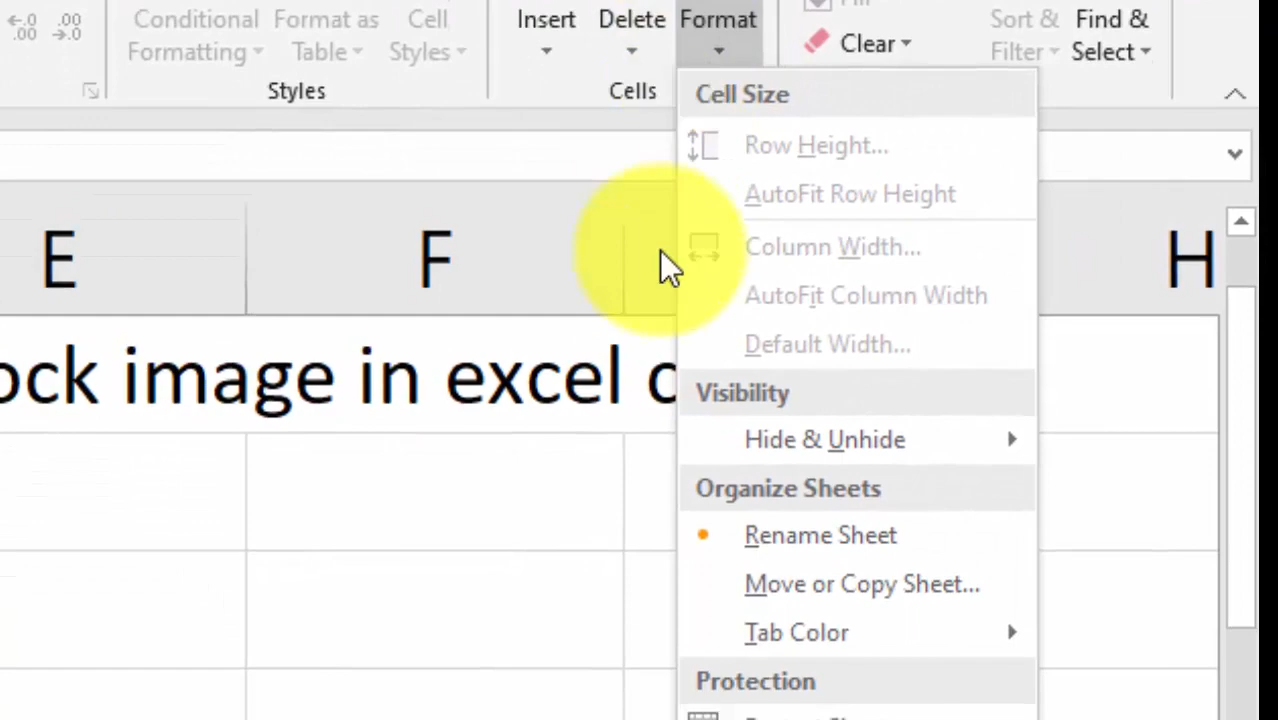 Conditional Formatting
Format as Table
Cell Styles
Styles
Insert
Delete
Format
Cells
Clear
Sort & Filter
Find & Select
Cell Size
Row Height...
AutoFit Row Height
Column Width...
AutoFit Column Width
Default Width...
Visibility
Hide & Unhide
Organize Sheets
Rename Sheet
Move or Copy Sheet...
Tab Color
Protection
E F H
ock image in excel c